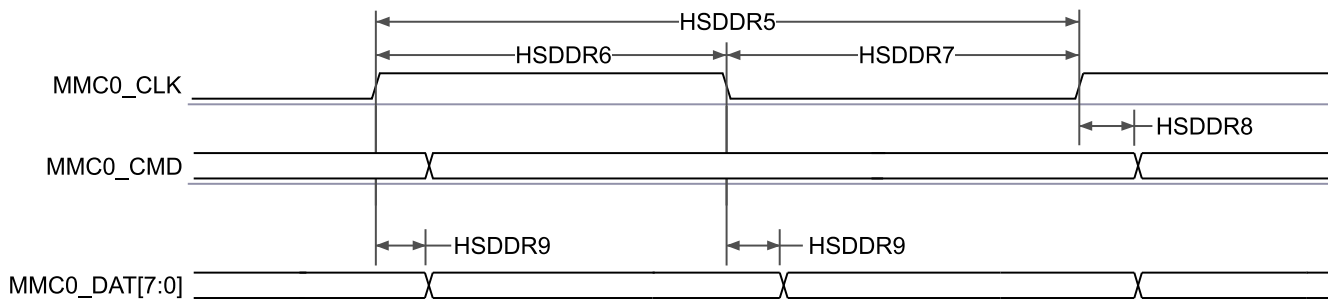 HSDDR5
HSDDR6
HSDDR7
MMC0_CLK
HSDDR8
MMC0_CMD
HSDDR9
HSDDR9
MMC0_DAT[7:0]